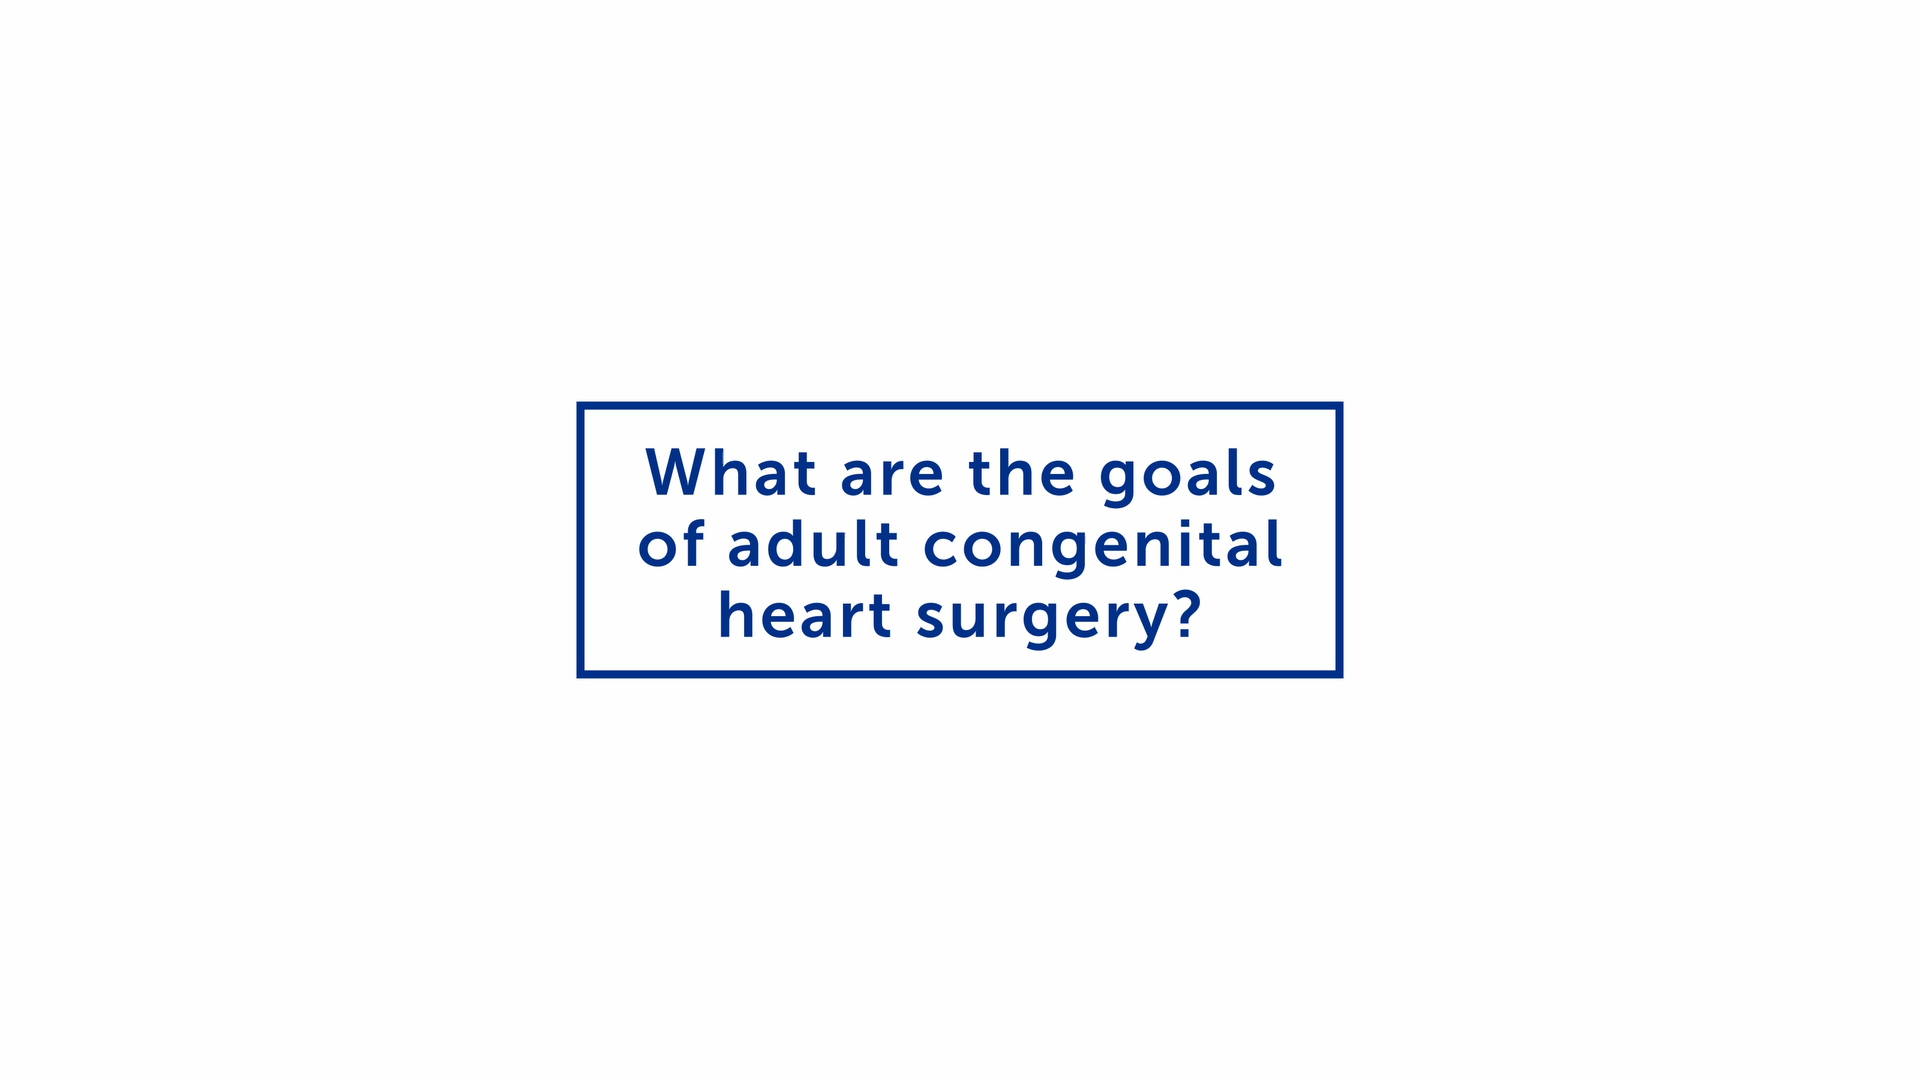 What are the goals
of adult congenital
heart surgery?